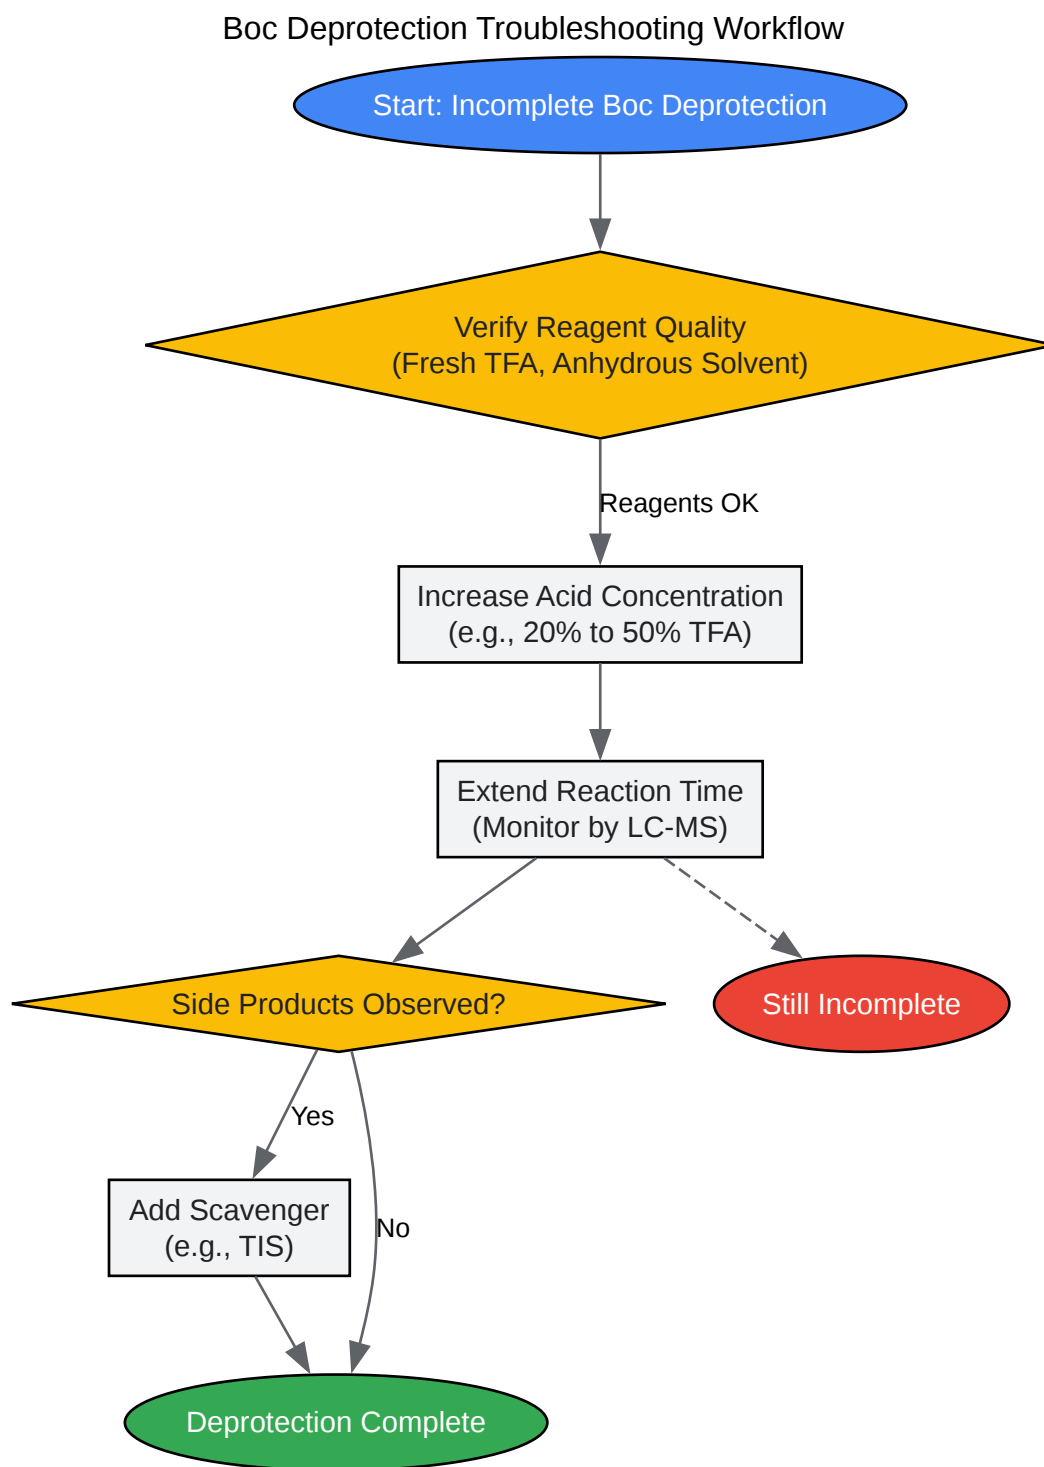 Boc Deprotection Troubleshooting Workflow
Start: Incomplete Boc Deprotection
Verify Reagent Quality
(Fresh TFA, Anhydrous Solvent)
Reagents OK
Increase Acid Concentration
(e.g., 20% to 50% TFA)
Extend Reaction Time
(Monitor by LC-MS)
Side Products Observed?
Still Incomplete
Yes
Add Scavenger
(e.g., TIS)
No
Deprotection Complete